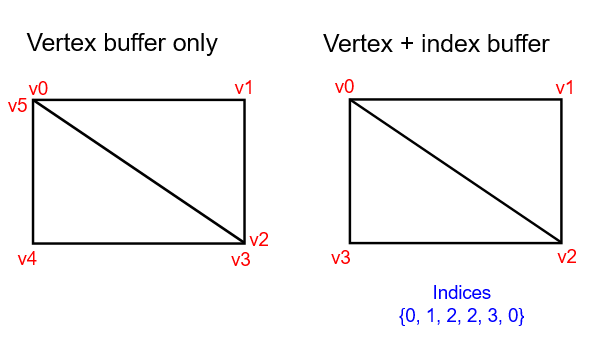 Vertex buffer only
v0
v1
v5
v2
v4
v3
Vertex + index buffer
v0
v1
v3
v2
Indices
{0, 1, 2, 2, 3, 0}